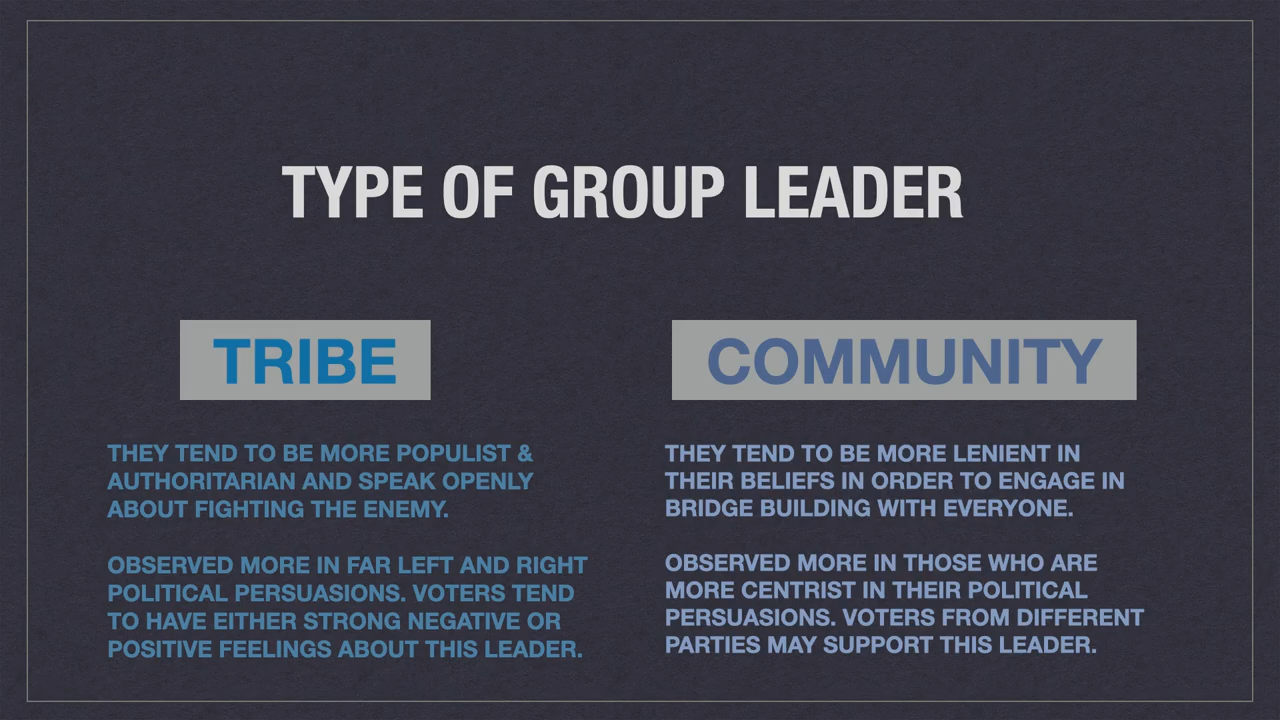 TYPE OF GROUP LEADER
TRIBE
THEY TEND TO BE MORE POPULIST &
AUTHORITARIAN AND SPEAK OPENLY
ABOUT FIGHTING THE ENEMY.
OBSERVED MORE IN FAR LEFT AND RIGHT
POLITICAL PERSUASIONS. VOTERS TEND
TO HAVE EITHER STRONG NEGATIVE OR
POSITIVE FEELINGS ABOUT THIS LEADER.
COMMUNITY
THEY TEND TO BE MORE LENIENT IN
THEIR BELIEFS IN ORDER TO ENGAGE IN
BRIDGE BUILDING WITH EVERYONE.
OBSERVED MORE IN THOSE WHO ARE
MORE CENTRIST IN THEIR POLITICAL
PERSUASIONS. VOTERS FROM DIFFERENT
PARTIES MAY SUPPORT THIS LEADER.